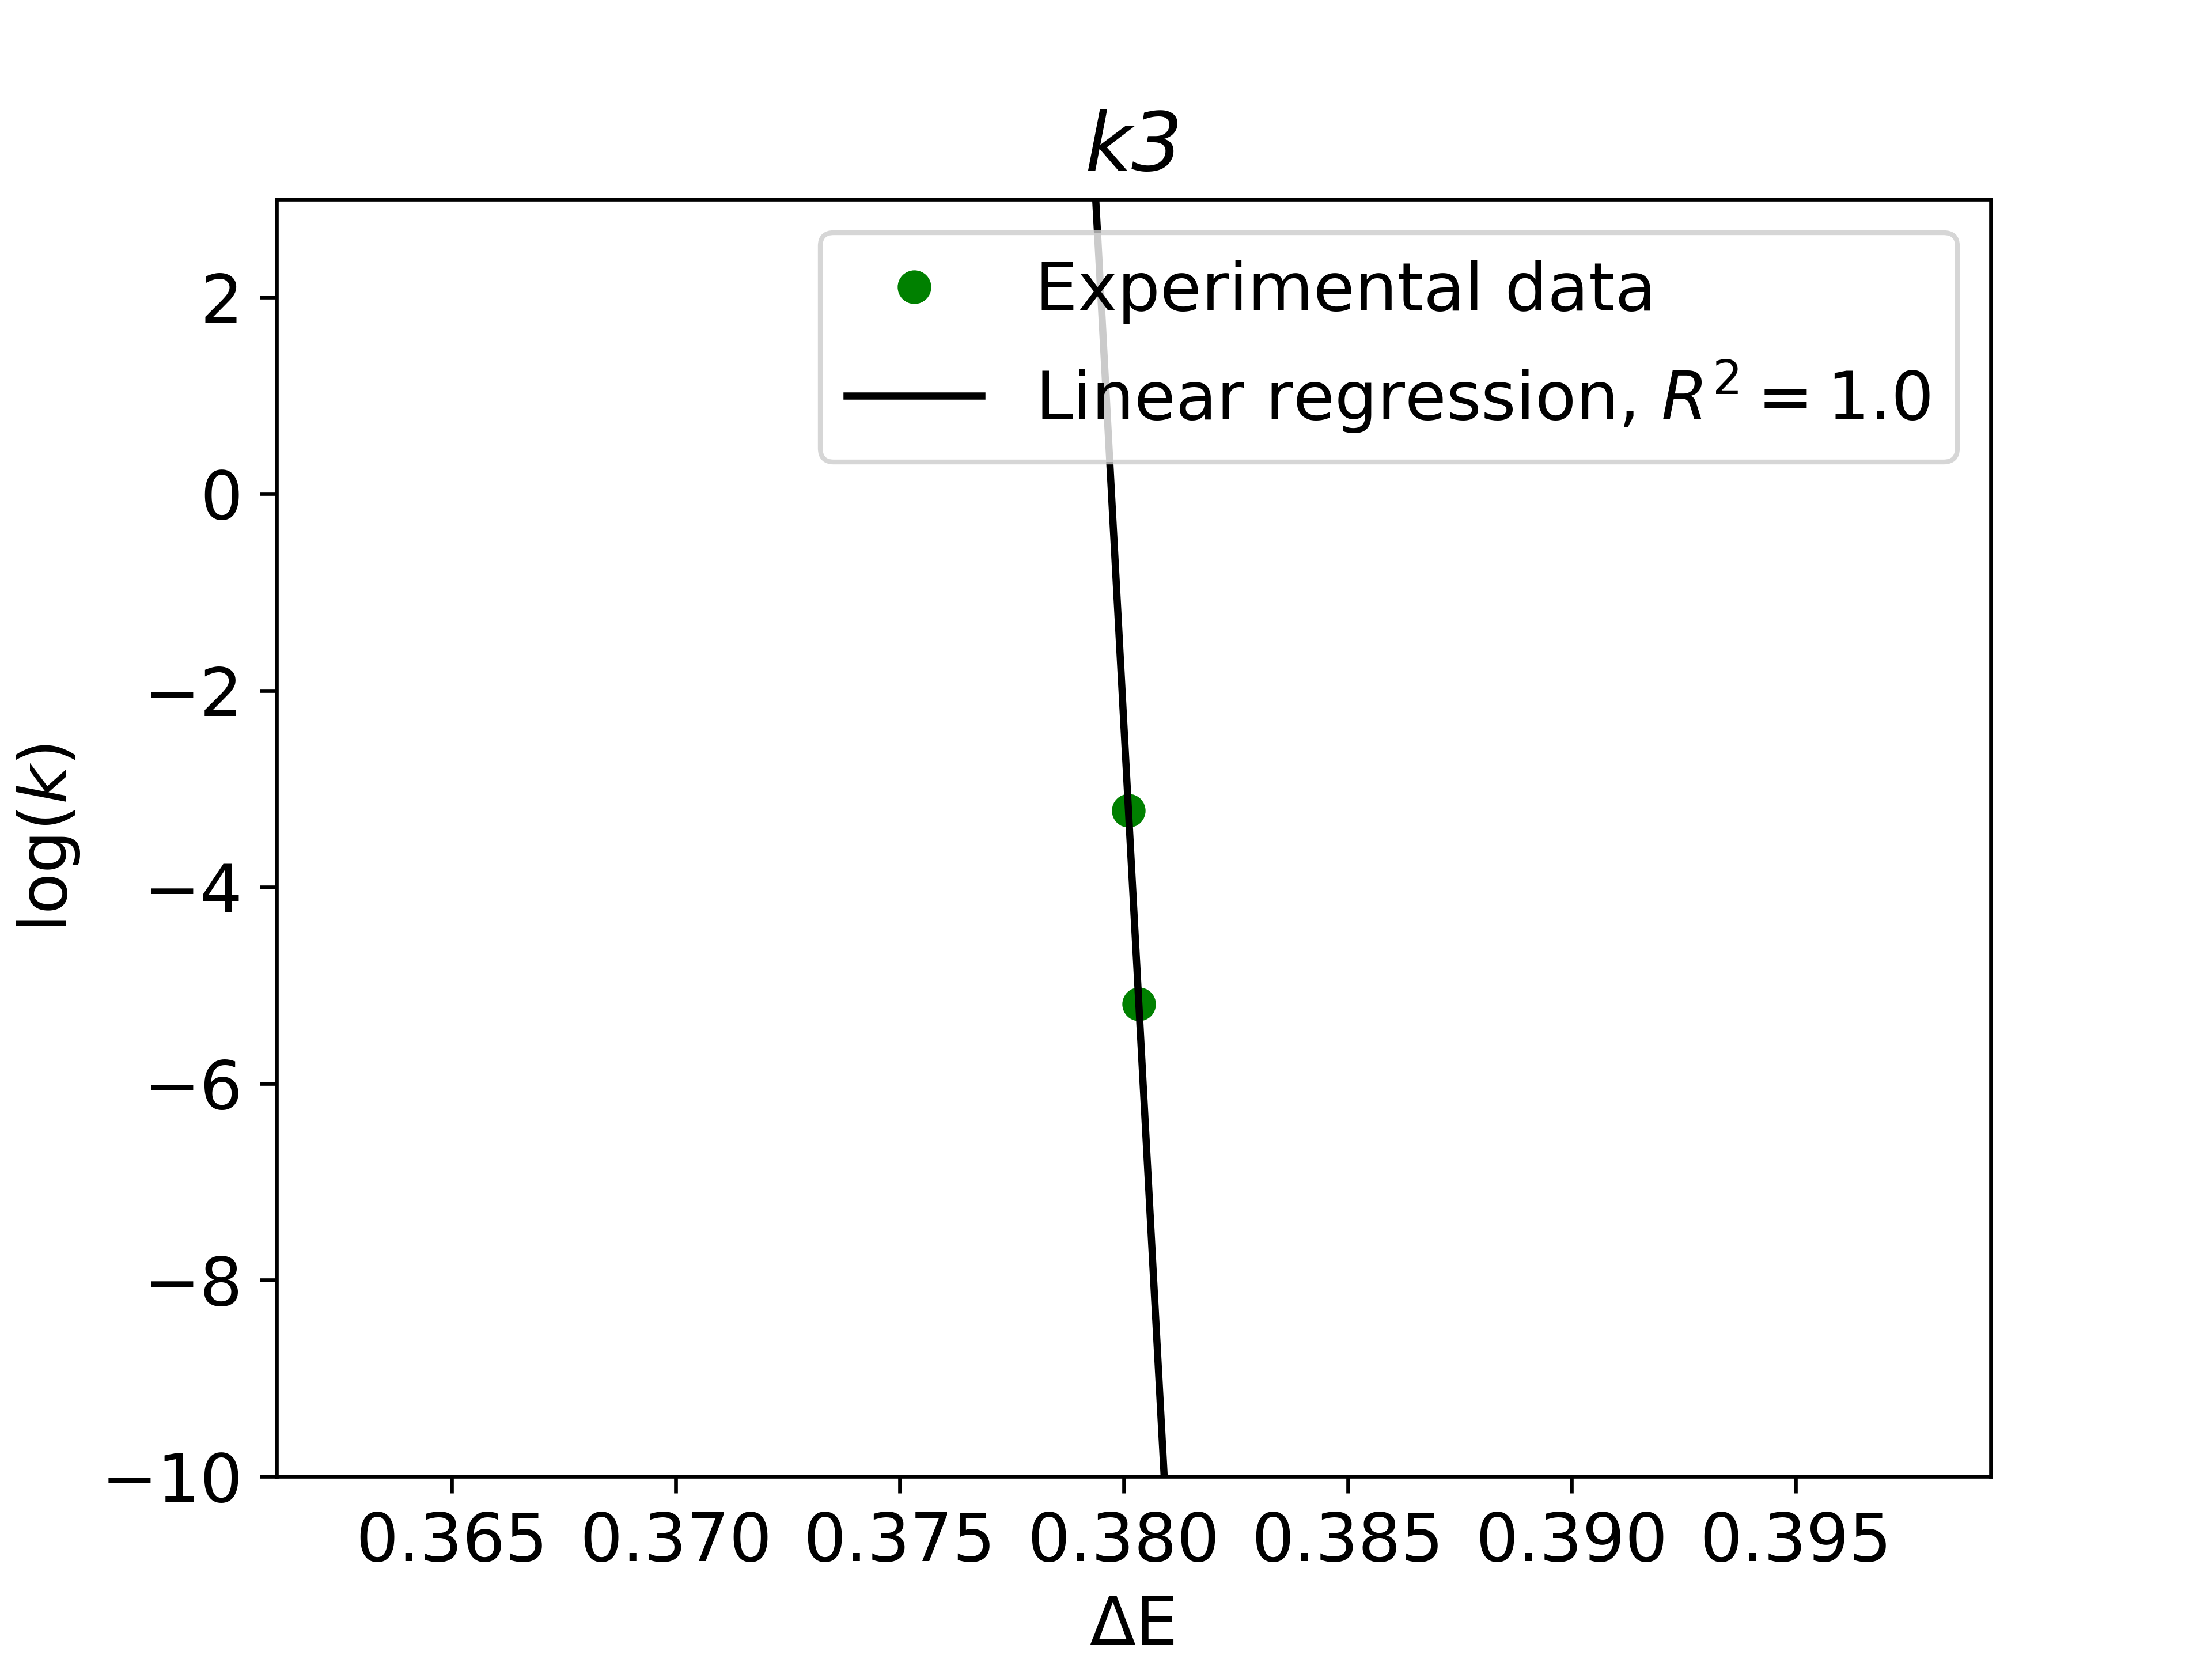 k3
Experimental data
Linear regression, R² = 1.0
2
0
−2
−4
−6
−8
−10
log(k)
0.365 0.370 0.375 0.380 0.385 0.390 0.395
ΔE